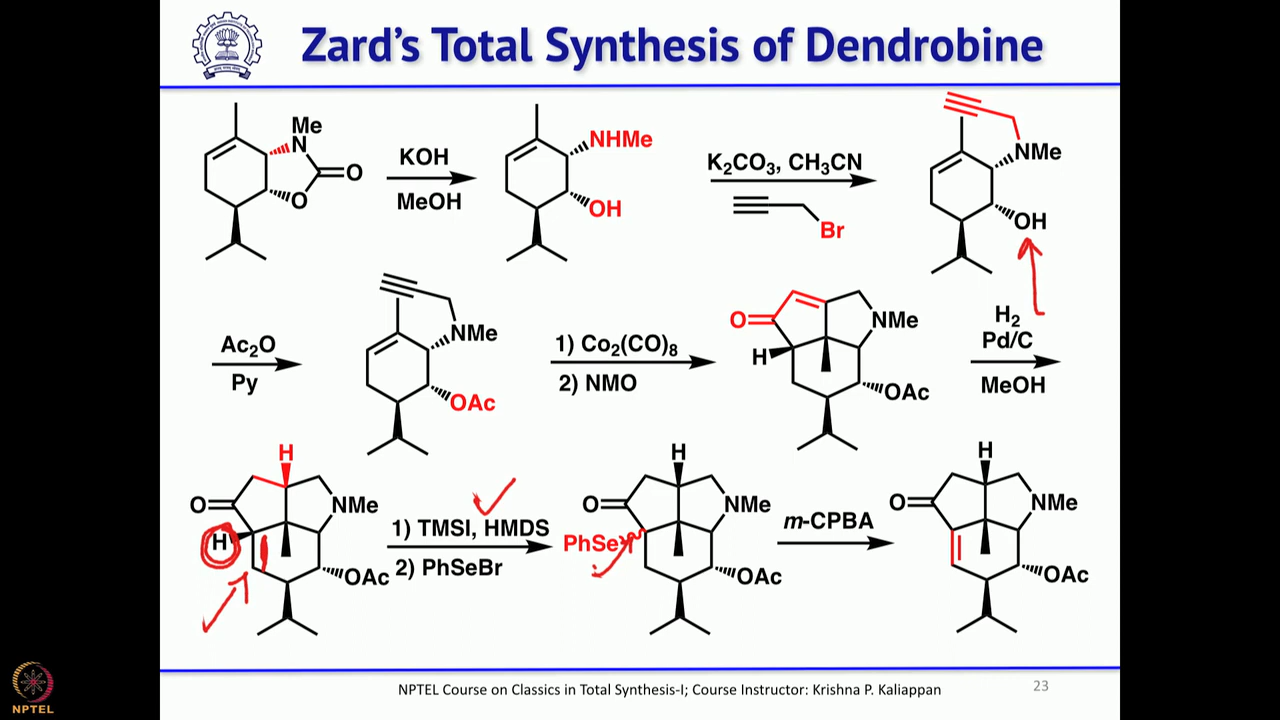 Zard's Total Synthesis of Dendrobine
Me
N
O
O
KOH
MeOH
NHMe
OH
K₂CO₃, CH₃CN
Br
NMe
OH
Ac₂O
Py
NMe
OAc
1) Co₂(CO)₈
2) NMO
O
H
NMe
OAc
H₂
Pd/C
MeOH
H
O
NMe
H
OAc
1) TMSI, HMDS
2) PhSeBr
H
O
NMe
PhSe
OAc
m-CPBA
H
O
NMe
OAc
NPTEL
NPTEL Course on Classics in Total Synthesis-I; Course Instructor: Krishna P. Kaliappan
23